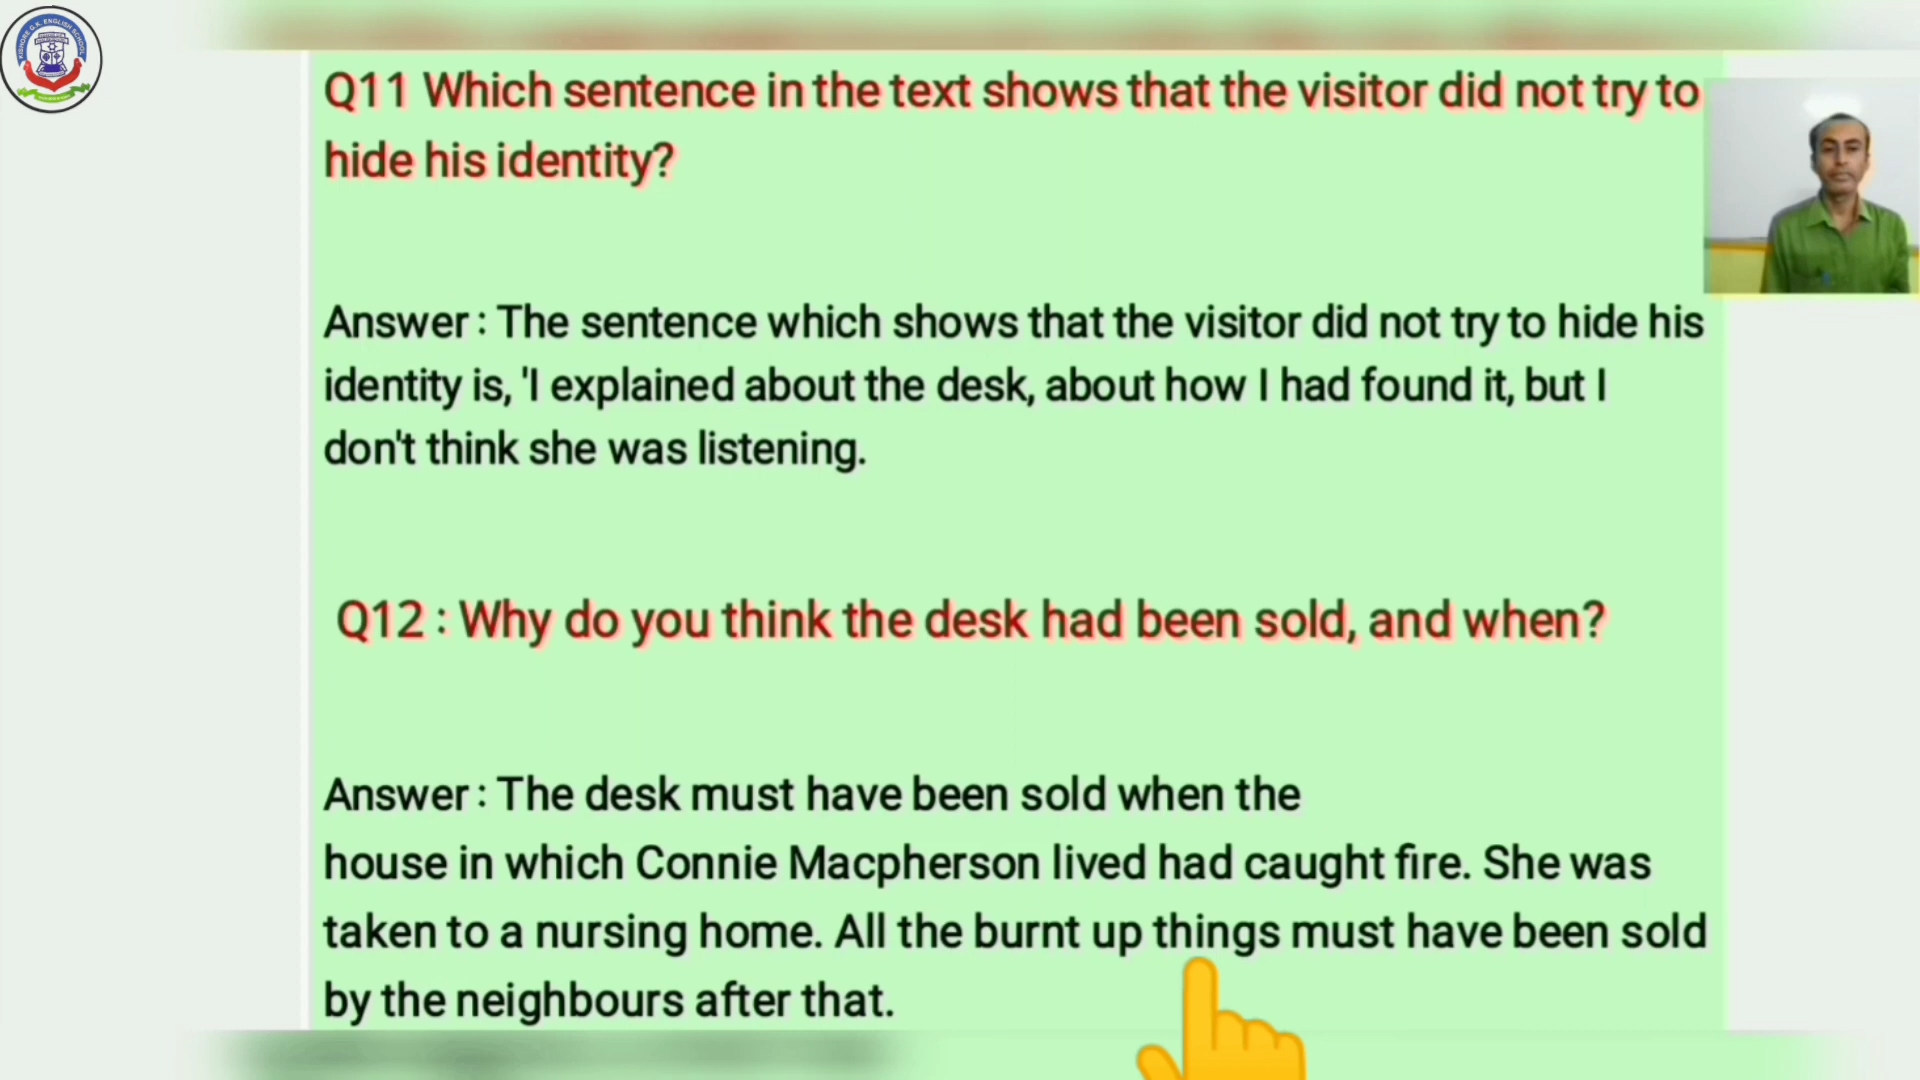 KISHORE G.K. ENGLISH SCHOOL
Q11 Which sentence in the text shows that the visitor did not try to
hide his identity?
Answer : The sentence which shows that the visitor did not try to hide his
identity is, 'I explained about the desk, about how I had found it, but I
don't think she was listening.
Q12 : Why do you think the desk had been sold, and when?
Answer : The desk must have been sold when the
house in which Connie Macpherson lived had caught fire. She was
taken to a nursing home. All the burnt up things must have been sold
by the neighbours after that.